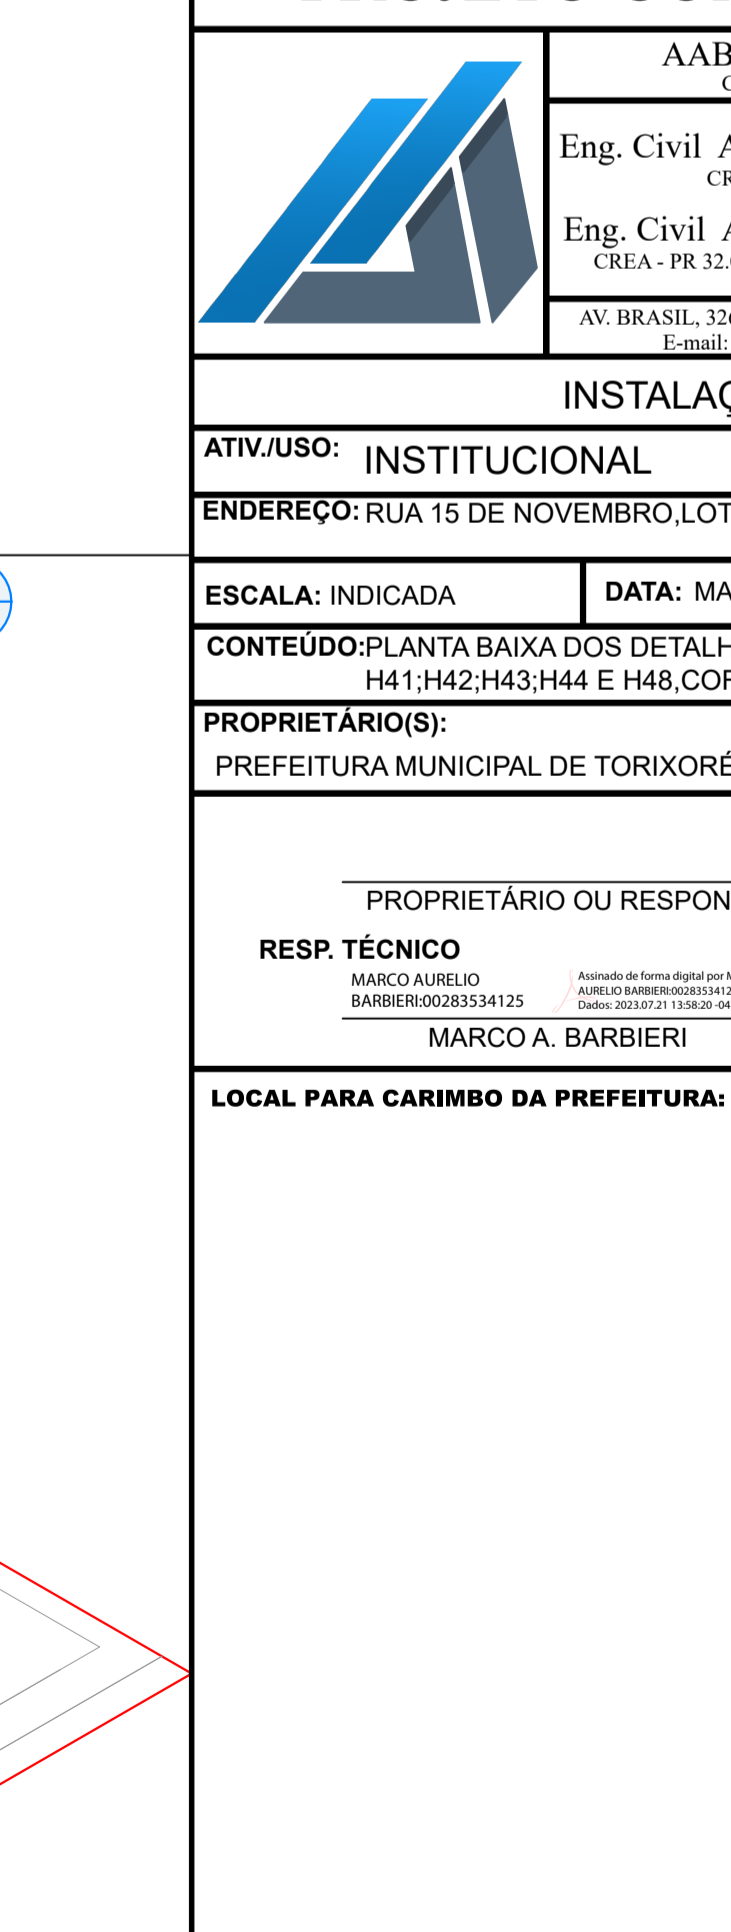 AAB
Eng. Civil A
Eng. Civil A
CREA - PR 32.
AV. BRASIL, 326
E-mail:
INSTALAÇ
ATIV./USO: INSTITUCIONAL
ENDEREÇO: RUA 15 DE NOVEMBRO,LOT
ESCALA: INDICADA DATA: MA
CONTEÚDO:PLANTA BAIXA DOS DETALH
H41;H42;H43;H44 E H48,COR
PROPRIETÁRIO(S):
PREFEITURA MUNICIPAL DE TORIXORÉ
PROPRIETÁRIO OU RESPON
RESP. TÉCNICO
MARCO AURELIO
BARBIERI:00283534125
Assinado de forma digital por M
AURELIO BARBIERI:0028353412
Dados: 2023.07.21 13:58:20 -04
MARCO A. BARBIERI
LOCAL PARA CARIMBO DA PREFEITURA: